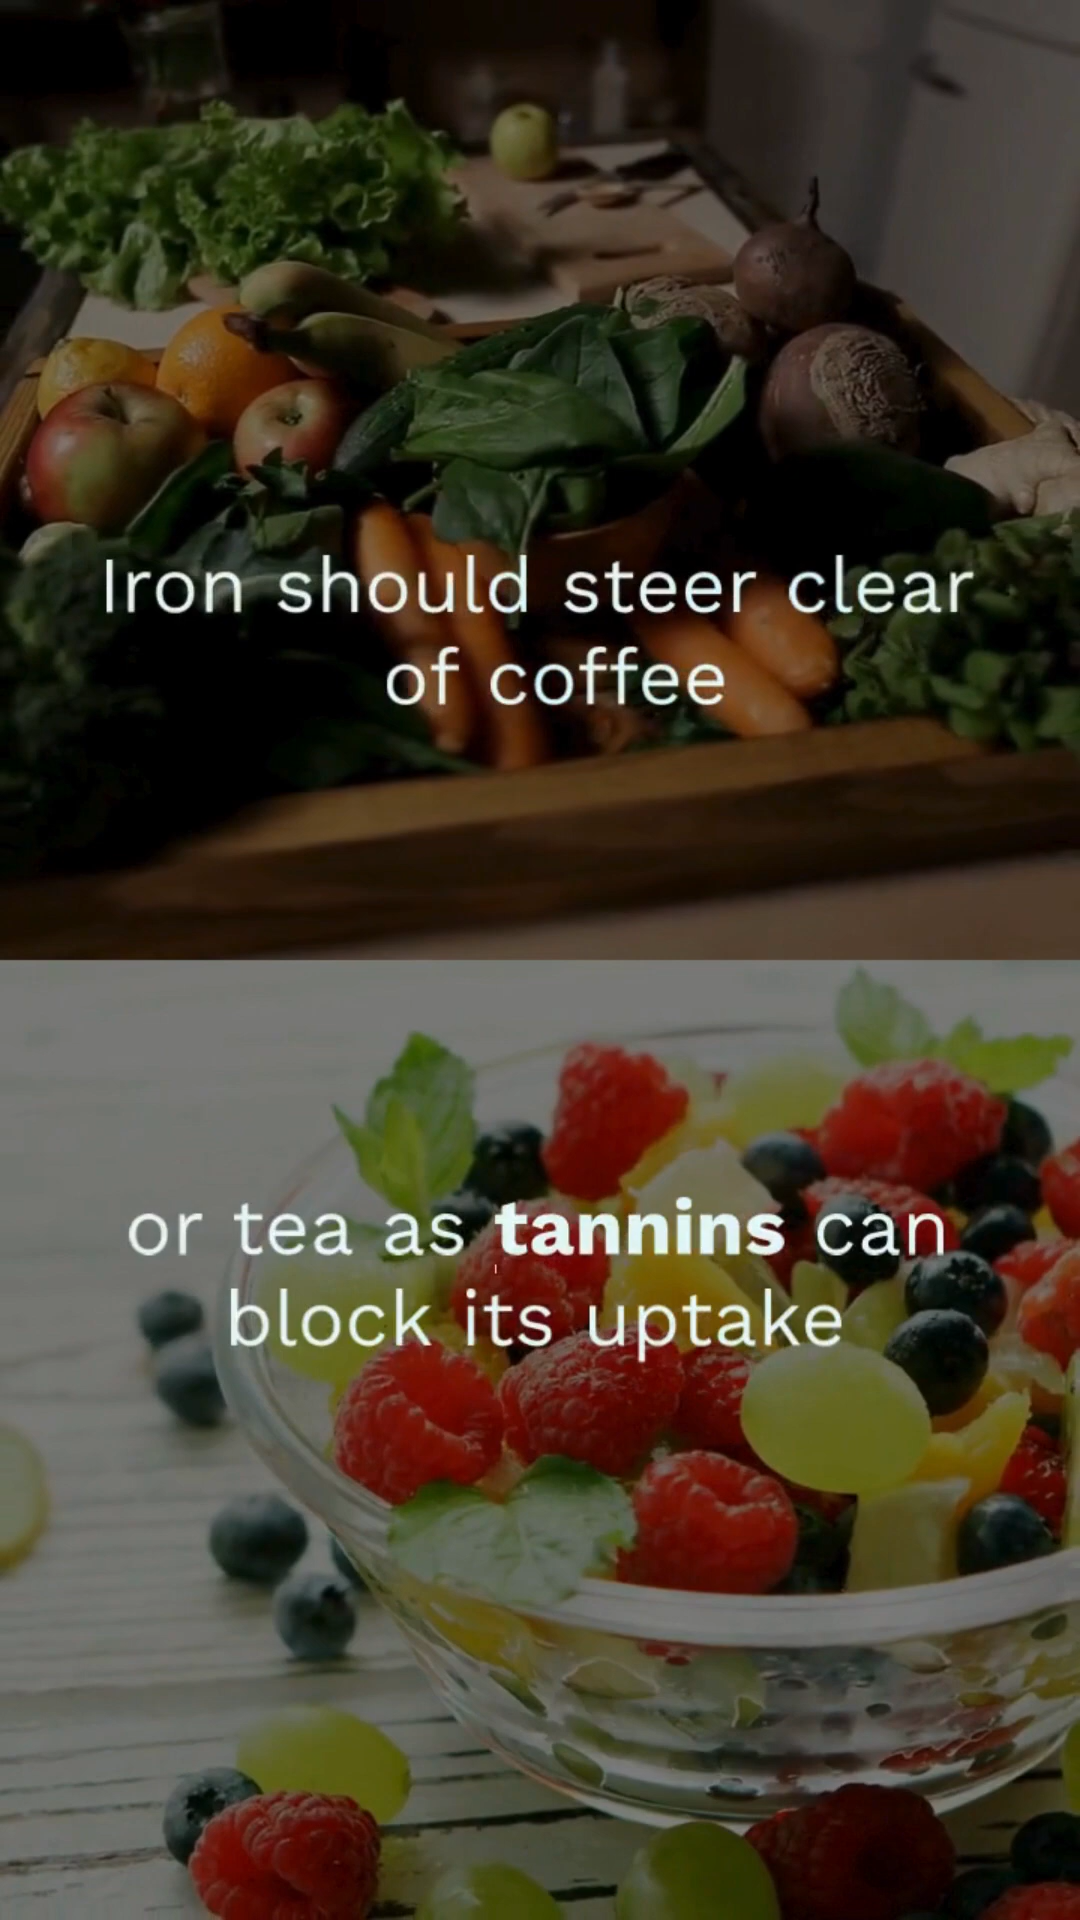 Iron should steer clear
of coffee
or tea as tannins can
block its uptake